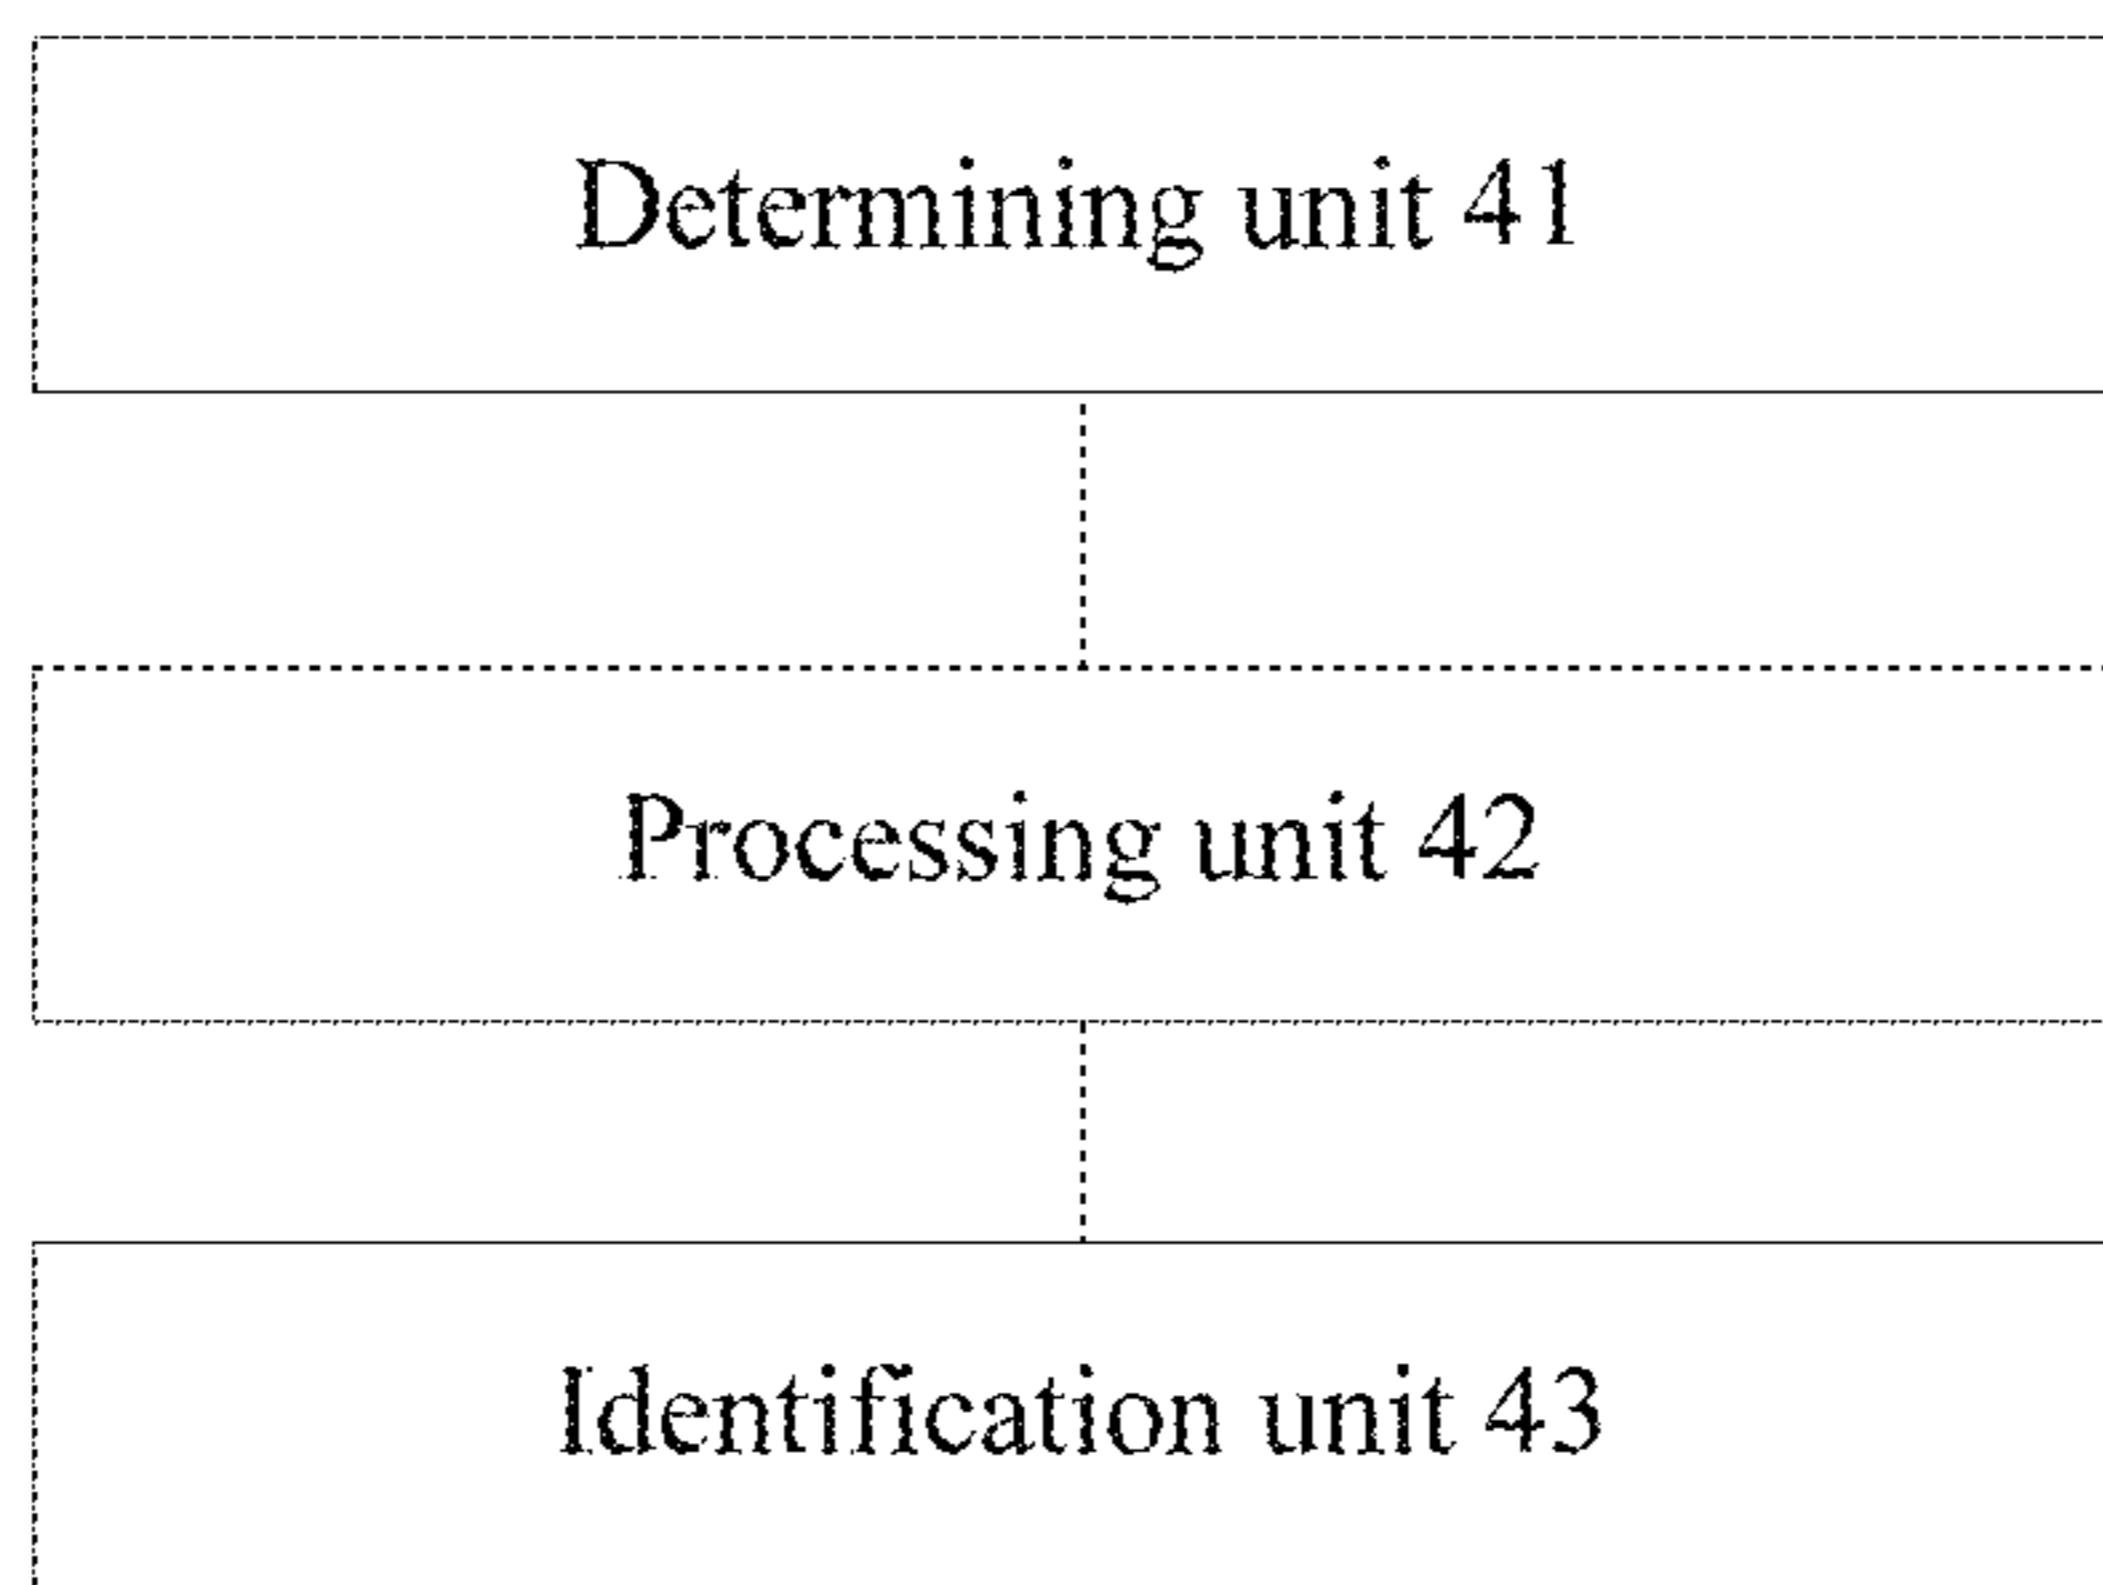 Determining unit 41
Processing unit 42
Identification unit 43